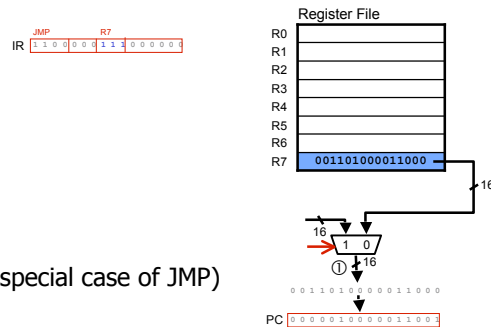 Register File
JMP R7
IR 1 1 0 0 0 0 0 1 1 1 0 0 0 0 0 0
R0
R1
R2
R3
R4
R5
R6
R7 001101000011000
16
16
1 0
① 16
special case of JMP)
0 0 1 1 0 1 0 0 0 0 0 1 1 0 0 0
PC 0 0 0 0 0 1 0 0 0 0 0 1 1 0 0 1